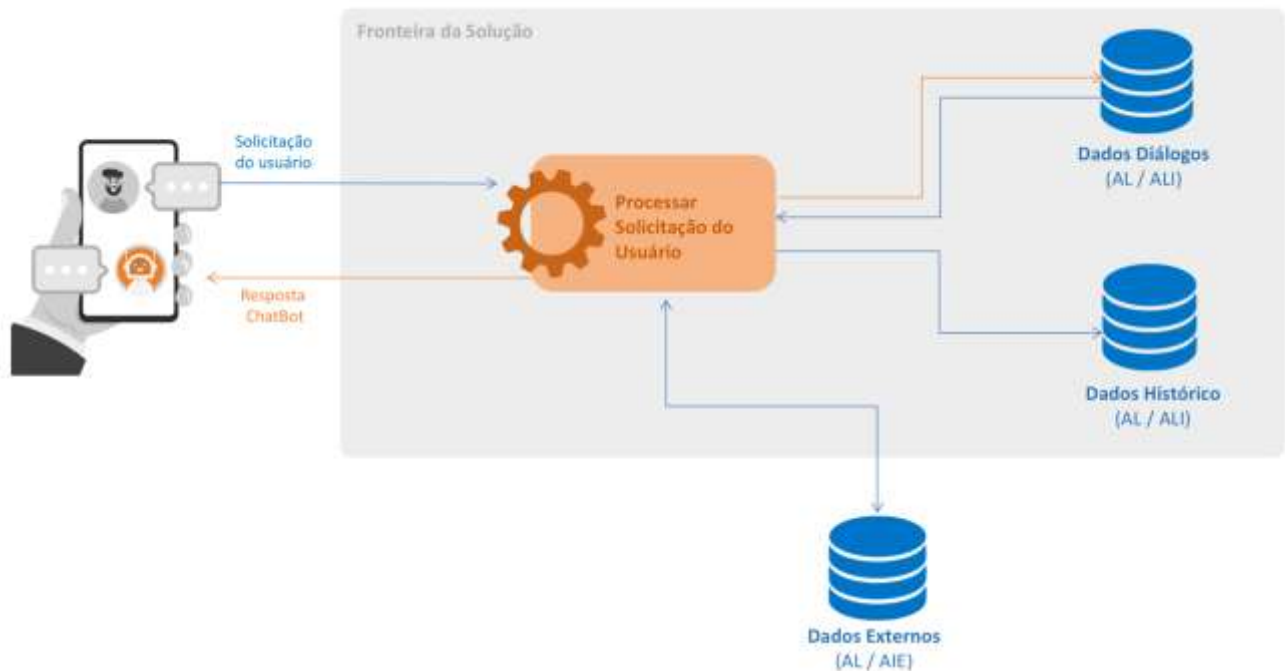 Fronteira da Solução
Solicitação
do usuário
Dados Diálogos
(AL / ALI)
Processar
Solicitação do
Usuário
Resposta
ChatBot
Dados Histórico
(AL / ALI)
Dados Externos
(AL / AIE)